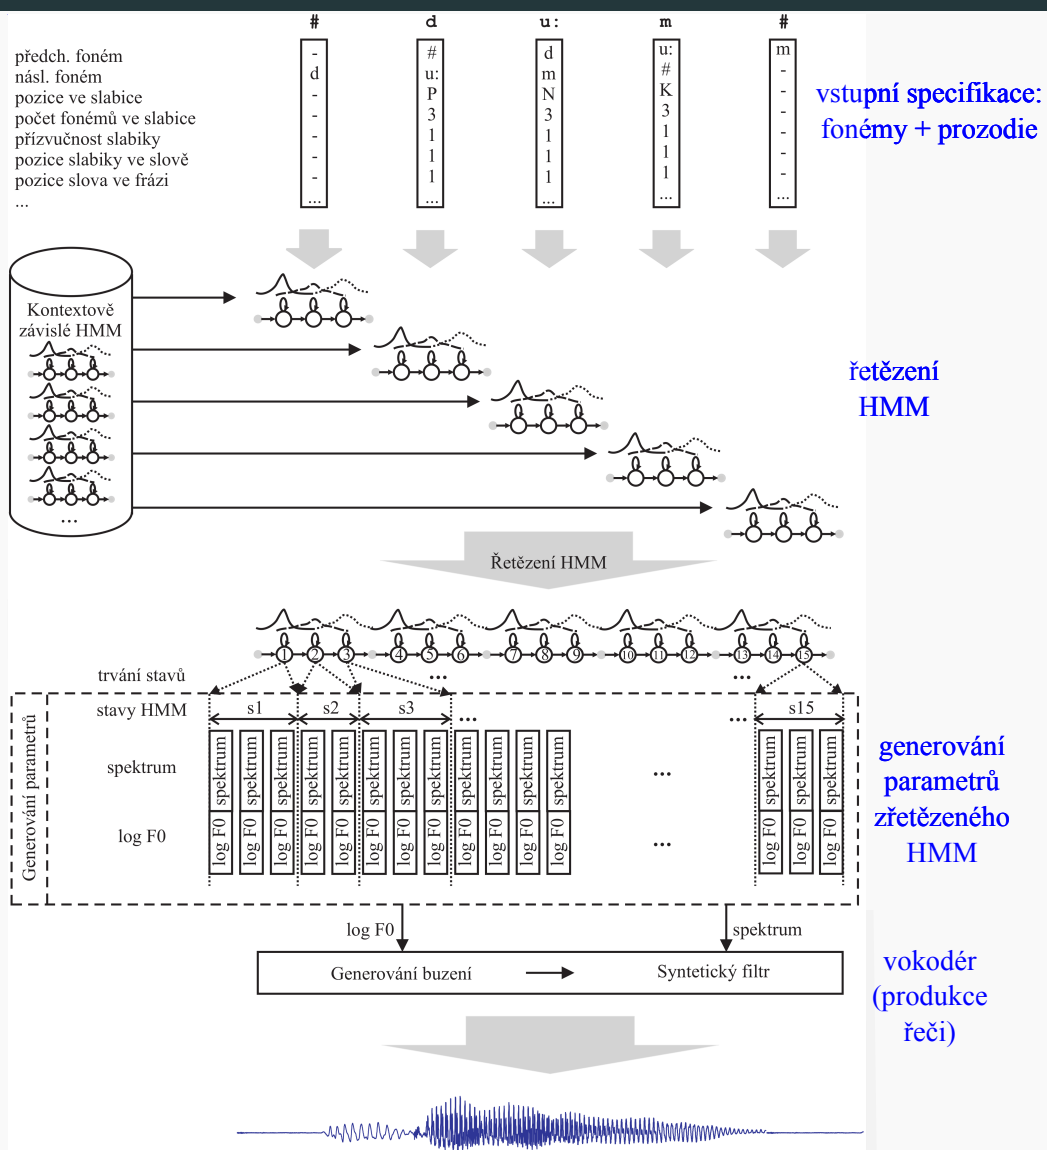 # d u: m #
předch. foném
násl. foném
pozice ve slabice
počet fonémů ve slabice
přízvučnost slabiky
pozice slabiky ve slově
pozice slova ve frázi
...
- # d u: m
d u: m # -
- P N K -
- 3 3 3 -
- 1 1 1 -
- 1 1 1 -
- 1 1 1 -
... ... ... ... ...
vstupní specifikace:
fonémy + prozodie
Kontextově
závislé HMM
...
řetězení
HMM
Řetězení HMM
1 2 3 4 5 6 7 8 9 10 11 12 13 14 15
trvání stavů
... ...
Generování parametrů
stavy HMM
s1 s2 s3 ... ... s15
spektrum
spektrum spektrum spektrum spektrum spektrum spektrum spektrum spektrum spektrum spektrum spektrum spektrum ... spektrum spektrum spektrum
log F0
log F0 log F0 log F0 log F0 log F0 log F0 log F0 log F0 log F0 log F0 log F0 log F0 ... log F0 log F0 log F0
generování
parametrů
zřetězeného
HMM
log F0 spektrum
Generování buzení Syntetický filtr
vokodér
(produkce
řeči)